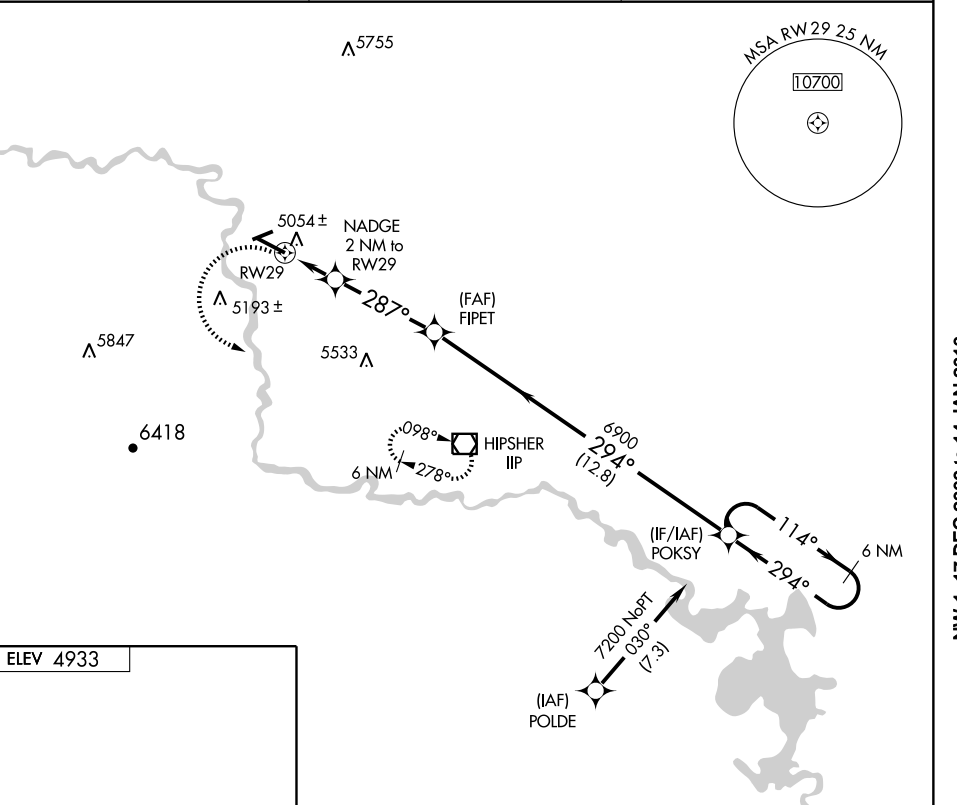 5755
MSA RW29 25 NM
10700
5054 ±
NADGE
2 NM to
RW29
RW29
287°
(FAF)
FIPET
5193 ±
5847
5533
6418
098°
HIPSHER
IIP
6 NM
278°
6900
294°
(12.8)
(IF/IAF)
POKSY
114°
6 NM
294°
7200 NoPT
030°
(7.3)
(IAF)
POLDE
ELEV 4933